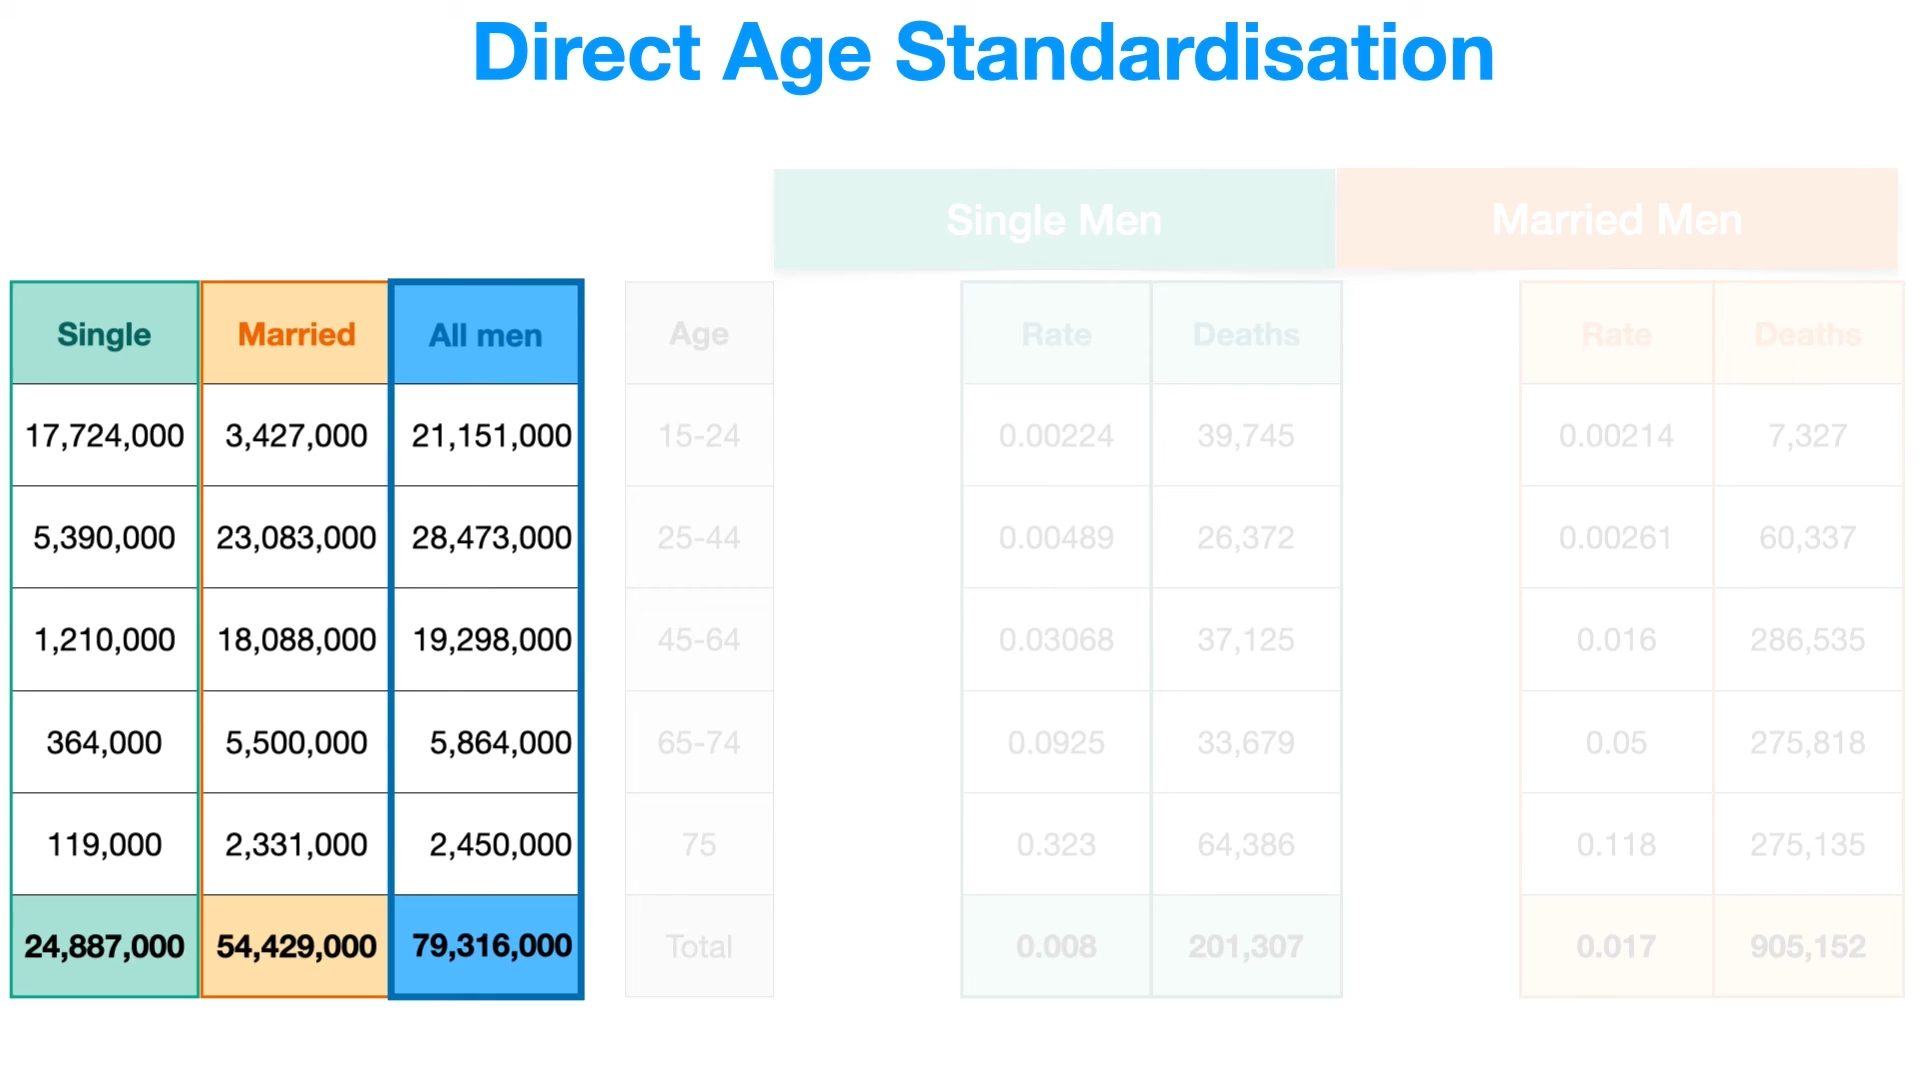 Direct Age Standardisation
Single Men Married Men
Single Married All men Age Rate Deaths Rate Deaths
17,724,000 3,427,000 21,151,000 15-24 0.00224 39,745 0.00214 7,327
5,390,000 23,083,000 28,473,000 25-44 0.00489 26,372 0.00261 60,337
1,210,000 18,088,000 19,298,000 45-64 0.03068 37,125 0.016 286,535
364,000 5,500,000 5,864,000 65-74 0.0925 33,679 0.05 275,818
119,000 2,331,000 2,450,000 75 0.323 64,386 0.118 275,135
24,887,000 54,429,000 79,316,000 Total 0.008 201,307 0.017 905,152